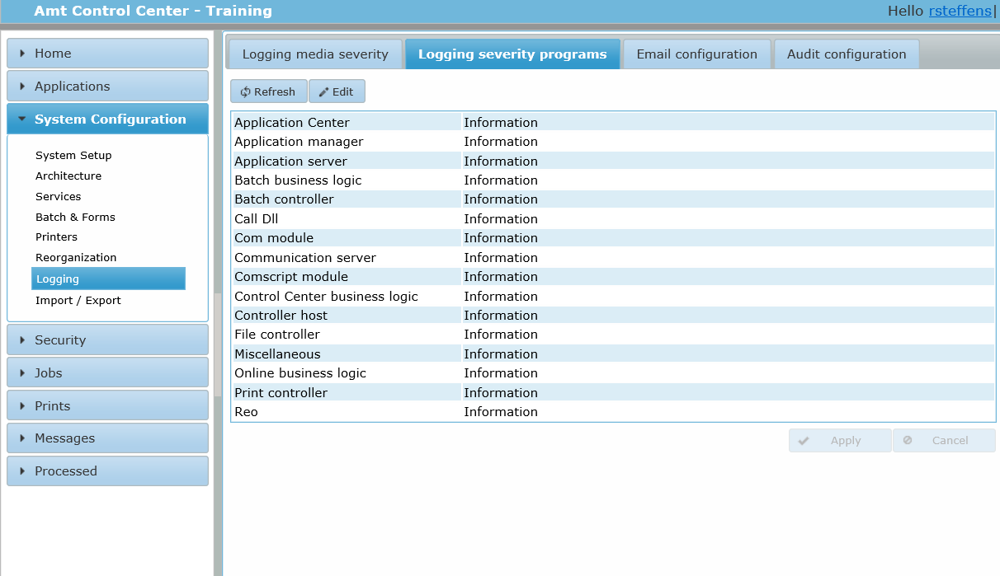 Amt Control Center - Training
Hello rsteffens|
Home
Applications
System Configuration
System Setup
Architecture
Services
Batch & Forms
Printers
Reorganization
Logging
Import / Export
Security
Jobs
Prints
Messages
Processed
Logging media severity Logging severity programs Email configuration Audit configuration
Refresh Edit
Application Center Information
Application manager Information
Application server Information
Batch business logic Information
Batch controller Information
Call Dll Information
Com module Information
Communication server Information
Comscript module Information
Control Center business logic Information
Controller host Information
File controller Information
Miscellaneous Information
Online business logic Information
Print controller Information
Reo Information
Apply Cancel